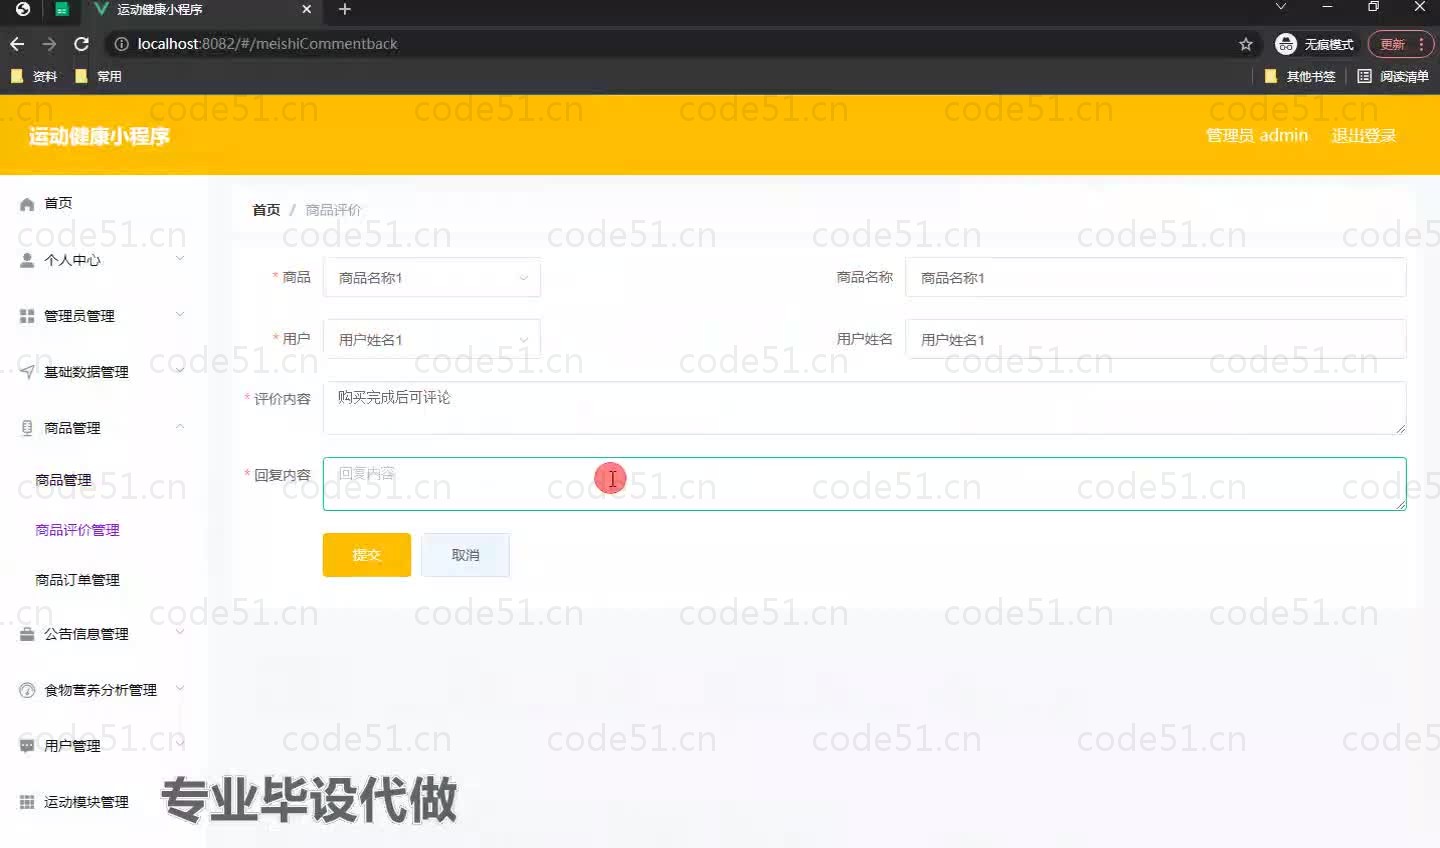 运动健康小程序
localhost:8082/#/meishiCommentback
无痕模式
更新
资料
常用
其他书签
阅读清单
运动健康小程序
管理员 admin
退出登录
首页
个人中心
管理员管理
基础数据管理
商品管理
商品管理
商品评价管理
商品订单管理
公告信息管理
食物营养分析管理
用户管理
运动模块管理
首页 / 商品评价
* 商品
商品名称1
商品名称
商品名称1
* 用户
用户姓名1
用户姓名
用户姓名1
* 评价内容
购买完成后可评论
* 回复内容
回复内容
提交
取消
code51.cn
专业毕设代做